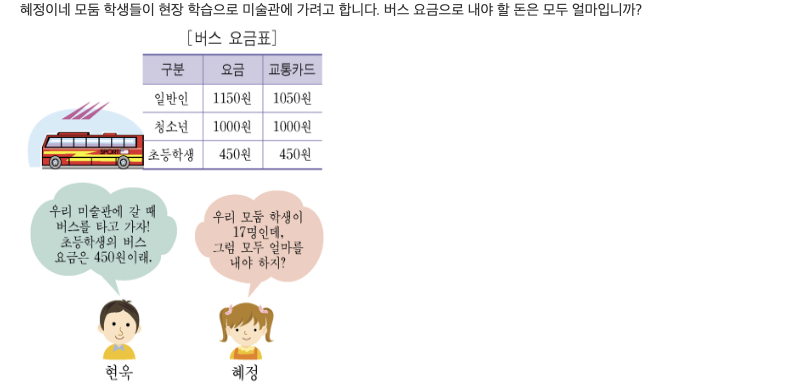 혜정이네 모둠 학생들이 현장 학습으로 미술관에 가려고 합니다. 버스 요금으로 내야 할 돈은 모두 얼마입니까?
[버스 요금표]
구분 요금 교통카드
일반인 1150원 1050원
청소년 1000원 1000원
초등학생 450원 450원
우리 미술관에 갈 때
버스를 타고 가자!
초등학생의 버스
요금은 450원이래.
우리 모둠 학생이
17명인데,
그럼 모두 얼마를
내야 하지?
현욱
혜정